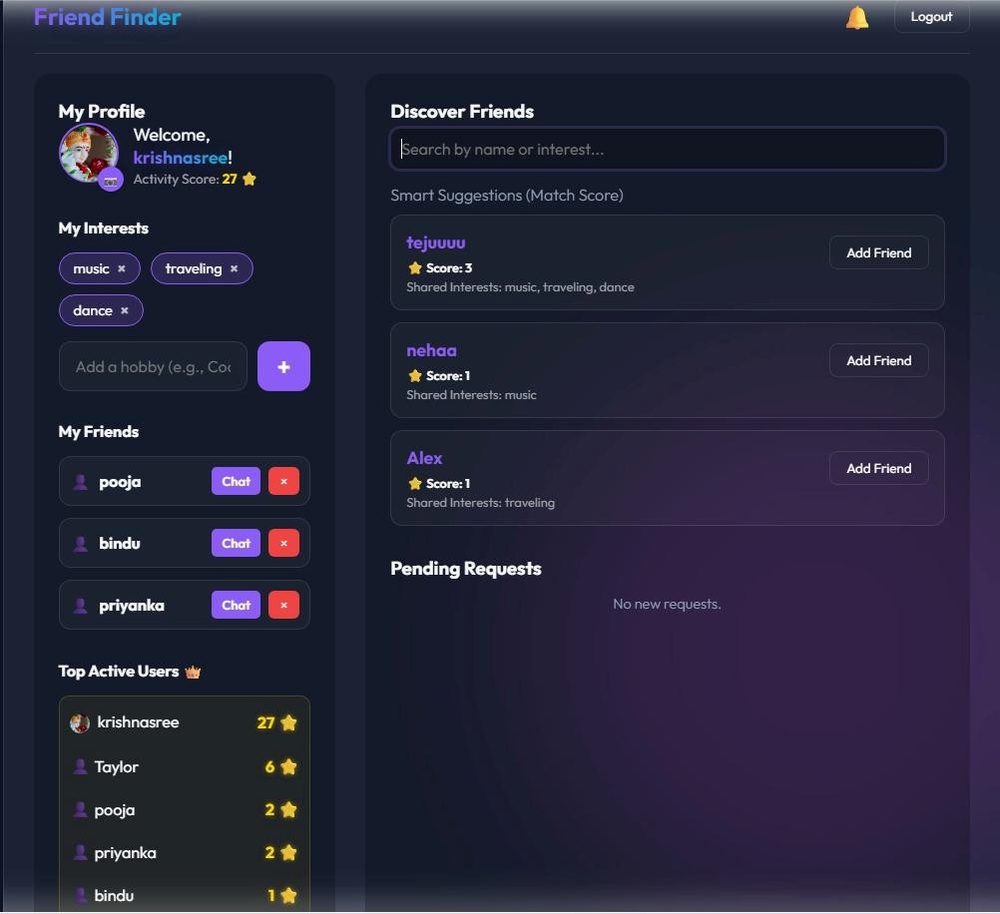 Friend Finder
Logout
My Profile
Welcome,
krishnasree!
Activity Score: 27
My Interests
music ×
traveling ×
dance ×
Add a hobby (e.g., Coo
+
My Friends
pooja
Chat
×
bindu
Chat
×
priyanka
Chat
×
Top Active Users
krishnasree 27
Taylor 6
pooja 2
priyanka 2
bindu 1
Discover Friends
Search by name or interest...
Smart Suggestions (Match Score)
tejuuuu
Add Friend
Score: 3
Shared Interests: music, traveling, dance
nehaa
Add Friend
Score: 1
Shared Interests: music
Alex
Add Friend
Score: 1
Shared Interests: traveling
Pending Requests
No new requests.